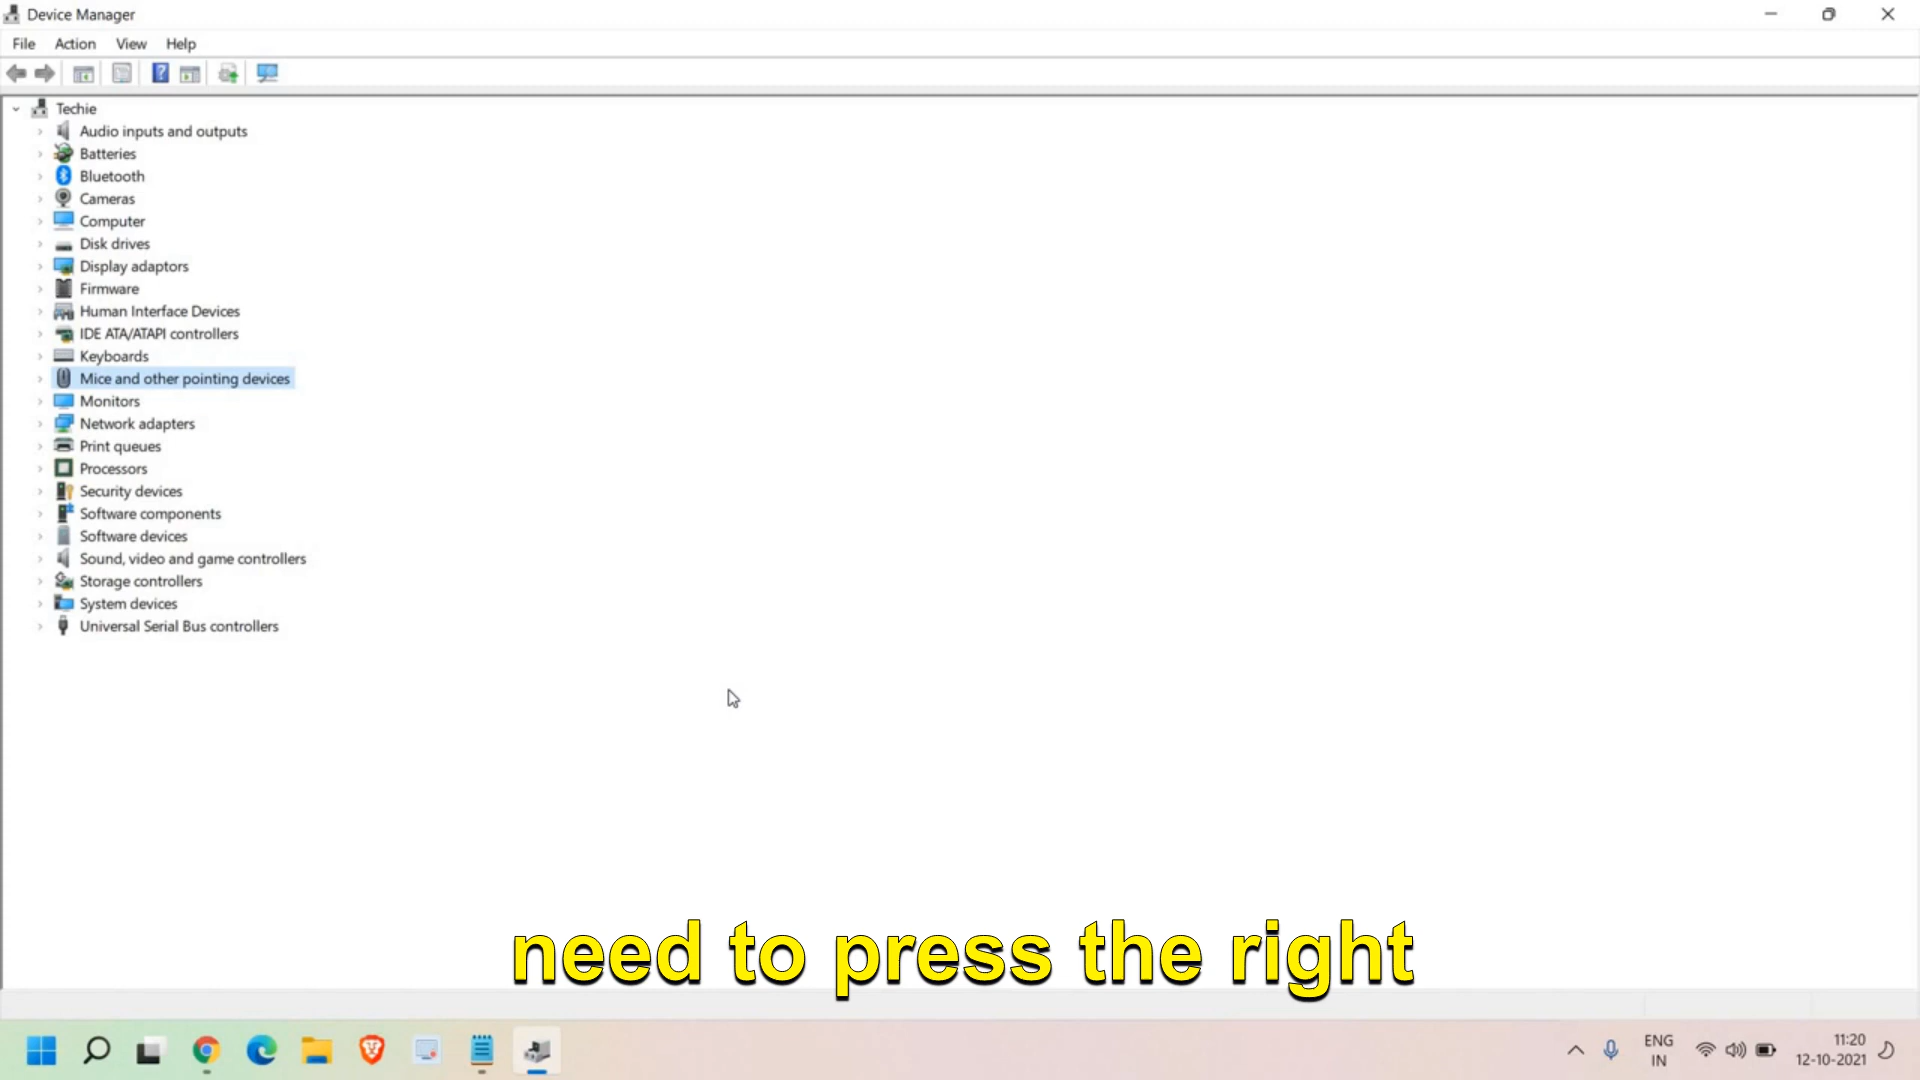 Device Manager
File Action View Help
Techie
Audio inputs and outputs
Batteries
Bluetooth
Cameras
Computer
Disk drives
Display adaptors
Firmware
Human Interface Devices
IDE ATA/ATAPI controllers
Keyboards
Mice and other pointing devices
Monitors
Network adapters
Print queues
Processors
Security devices
Software components
Software devices
Sound, video and game controllers
Storage controllers
System devices
Universal Serial Bus controllers
need to press the right
ENG
IN
11:20
12-10-2021